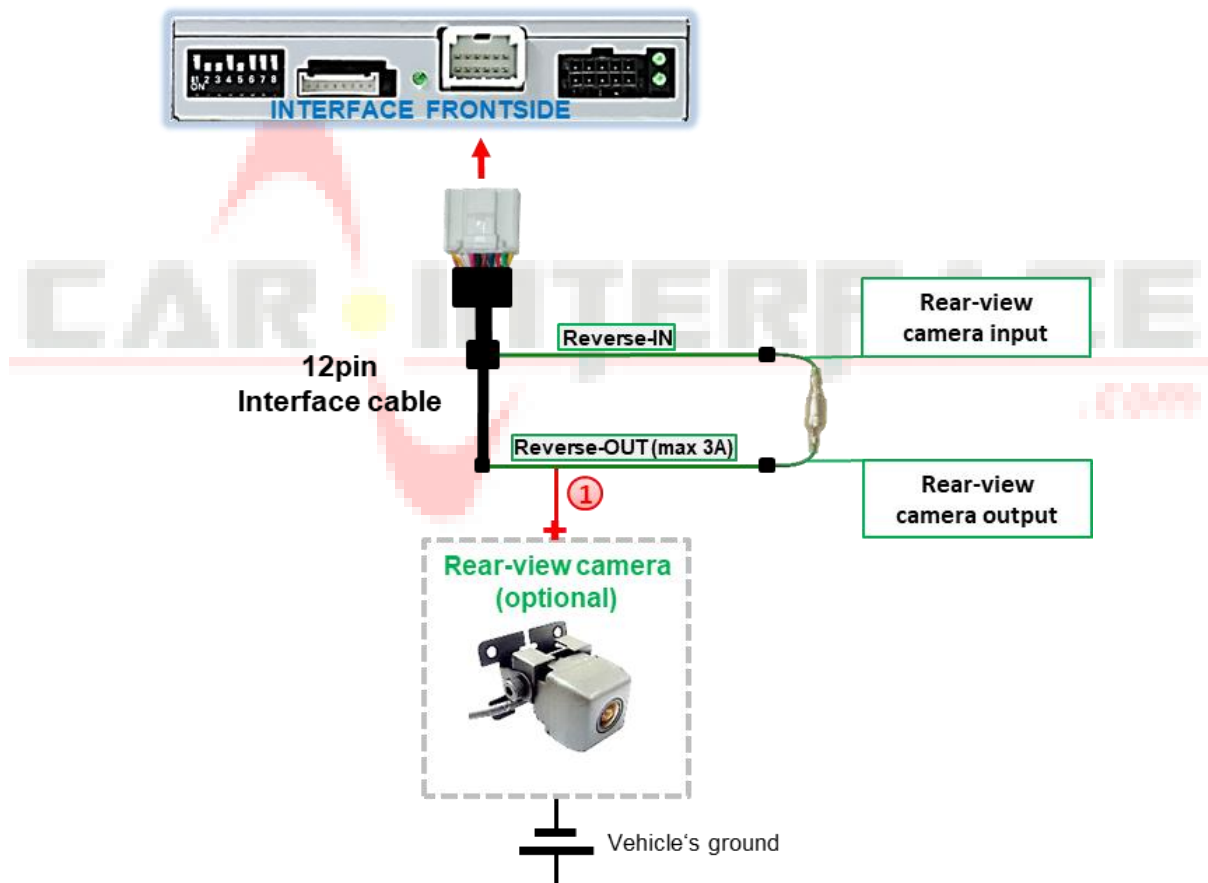 1 2 3 4 5 6 7 8
ON
INTERFACE FRONTSIDE
CAR INTERFACE
.com
12pin
Interface cable
Reverse-IN
Rear-view
camera input
Reverse-OUT (max 3A)
1
Rear-view
camera output
Rear-view camera
(optional)
Vehicle‘s ground